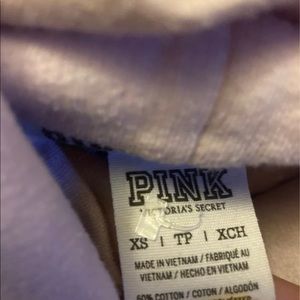 PINK
VICTORIA'S SECRET
XS | TP | XCH
MADE IN VIETNAM / FABRIQUÉ AU
VIETNAM / HECHO EN VIETNAM
60% COTTON / COTON / ALGODÓN